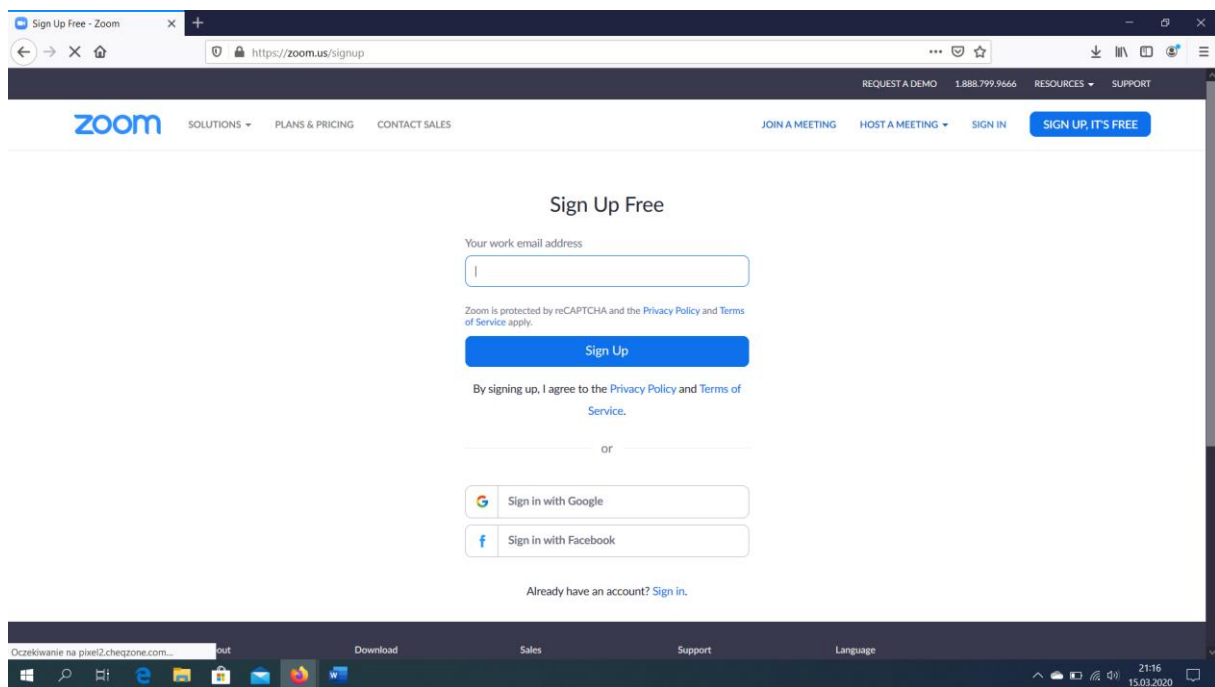 Sign Up Free - Zoom
https://zoom.us/signup
REQUEST A DEMO 1.888.799.9666 RESOURCES SUPPORT
zoom SOLUTIONS PLANS & PRICING CONTACT SALES JOIN A MEETING HOST A MEETING SIGN IN SIGN UP, IT'S FREE
Sign Up Free
Your work email address
Zoom is protected by reCAPTCHA and the Privacy Policy and Terms
of Service apply.
Sign Up
By signing up, I agree to the Privacy Policy and Terms of
Service.
or
G Sign in with Google
f Sign in with Facebook
Already have an account? Sign in.
Oczekiwanie na pixel2.cheqzone.com... out Download Sales Support Language
21:16
15.03.2020